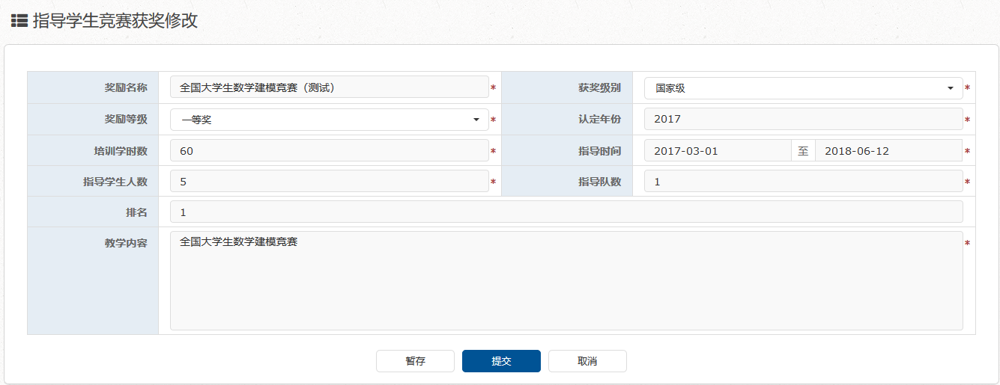 指导学生竞赛获奖修改
奖励名称 全国大学生数学建模竞赛（测试） * 获奖级别 国家级 *
奖励等级 一等奖 * 认定年份 2017 *
培训学时数 60 * 指导时间 2017-03-01 至 2018-06-12 *
指导学生人数 5 * 指导队数 1 *
排名 1
教学内容 全国大学生数学建模竞赛 *
暂存 提交 取消